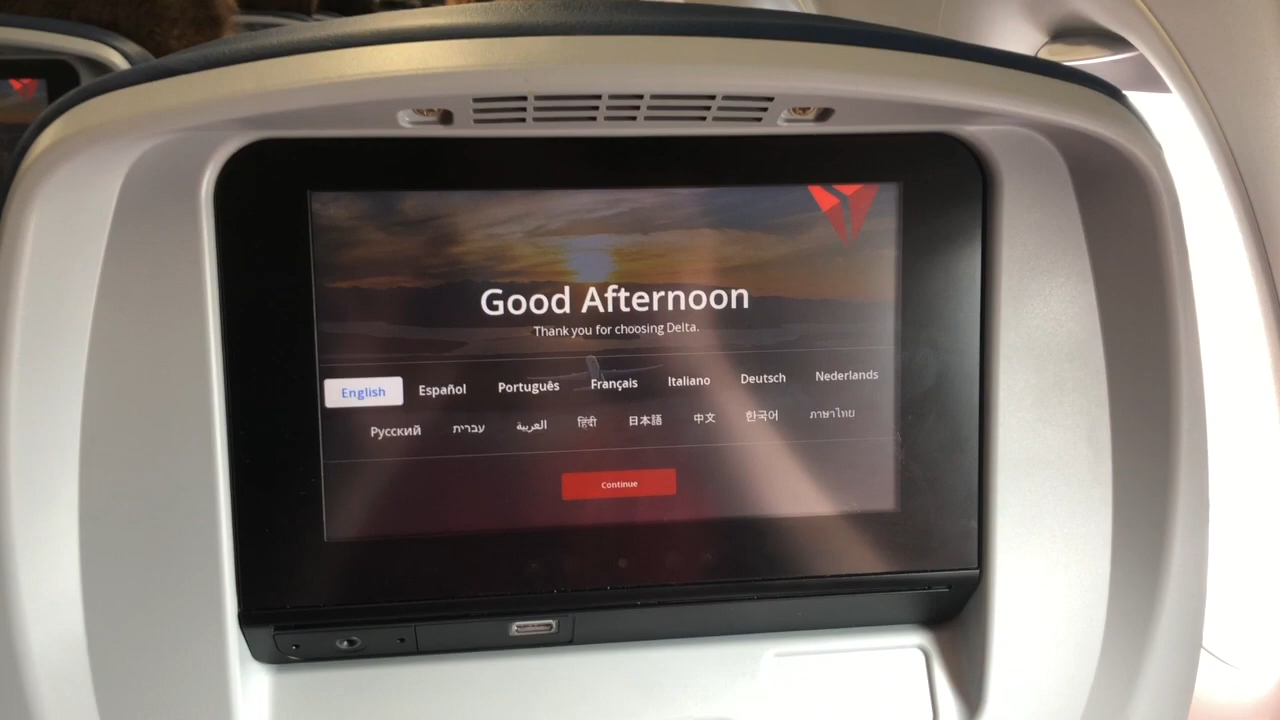 Good Afternoon
Thank you for choosing Delta.
English Español Português Français Italiano Deutsch Nederlands
Русский עברית العربية हिंदी 日本語 中文 한국어 ภาษาไทย
Continue